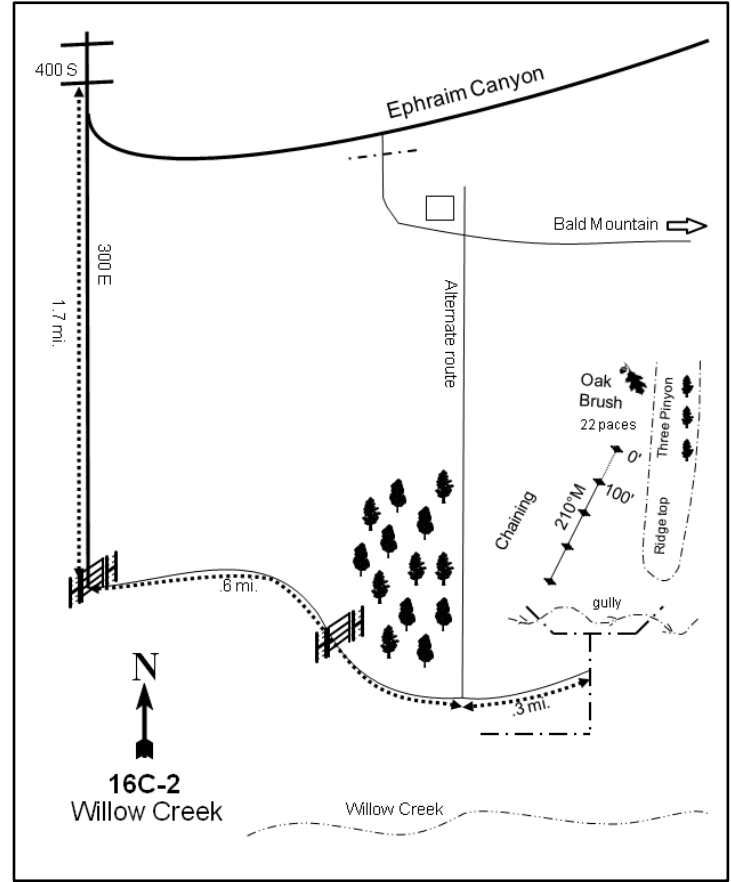 400 S
Ephraim Canyon
Bald Mountain
300 E
1.7 mi.
Alternate route
Oak
Brush
22 paces
Three Pinyon
0'
100'
210°M
Chaining
Ridge top
.6 mi.
gully
N
.3 mi.
16C-2
Willow Creek
Willow Creek